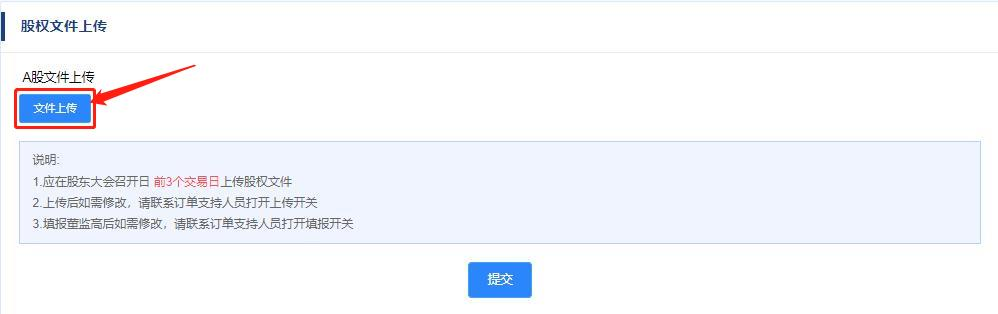 股权文件上传
A股文件上传
文件上传
说明:
1.应在股东大会召开日 前3个交易日上传股权文件
2.上传后如需修改，请联系订单支持人员打开上传开关
3.填报董监高后如需修改，请联系订单支持人员打开填报开关
提交